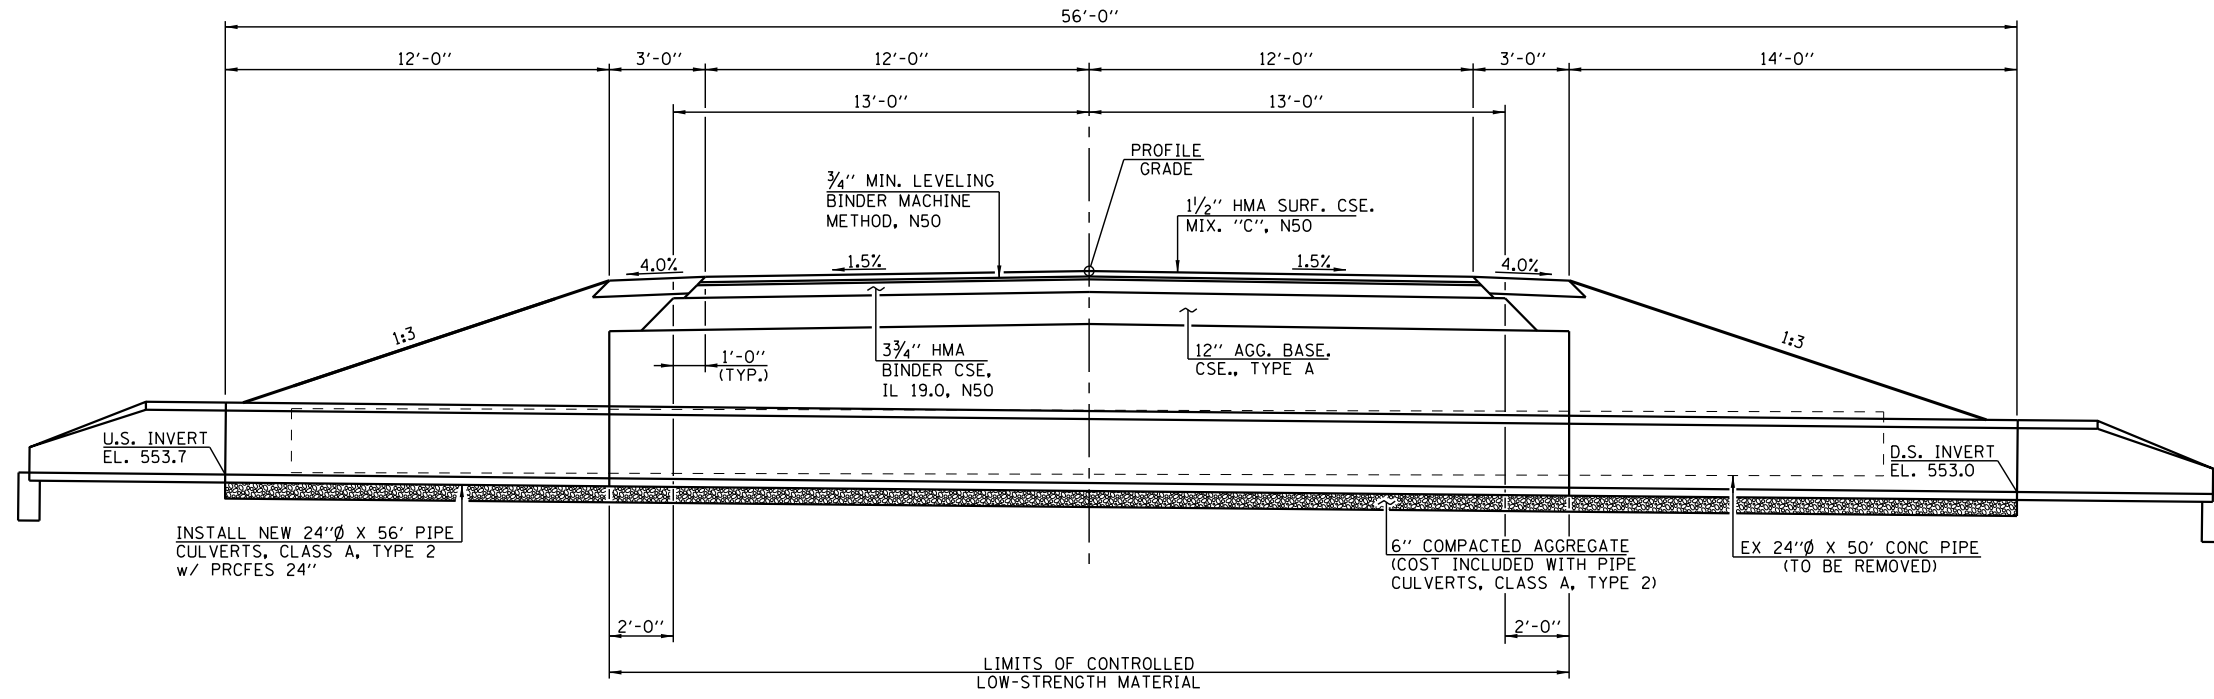 56'-0"
12'-0"
3'-0"
12'-0"
12'-0"
3'-0"
14'-0"
13'-0"
13'-0"
PROFILE
GRADE
3/4" MIN. LEVELING
BINDER MACHINE
METHOD, N50
1 1/2" HMA SURF. CSE.
MIX. "C", N50
4.0%
1.5%
1.5%
4.0%
1:3
1:3
1'-0"
(TYP.)
3 3/4" HMA
BINDER CSE,
IL 19.0, N50
12" AGG. BASE.
CSE., TYPE A
U.S. INVERT
EL. 553.7
D.S. INVERT
EL. 553.0
INSTALL NEW 24"Ø X 56' PIPE
CULVERTS, CLASS A, TYPE 2
w/ PRCFES 24"
6" COMPACTED AGGREGATE
(COST INCLUDED WITH PIPE
CULVERTS, CLASS A, TYPE 2)
EX 24"Ø X 50' CONC PIPE
(TO BE REMOVED)
2'-0"
2'-0"
LIMITS OF CONTROLLED
LOW-STRENGTH MATERIAL